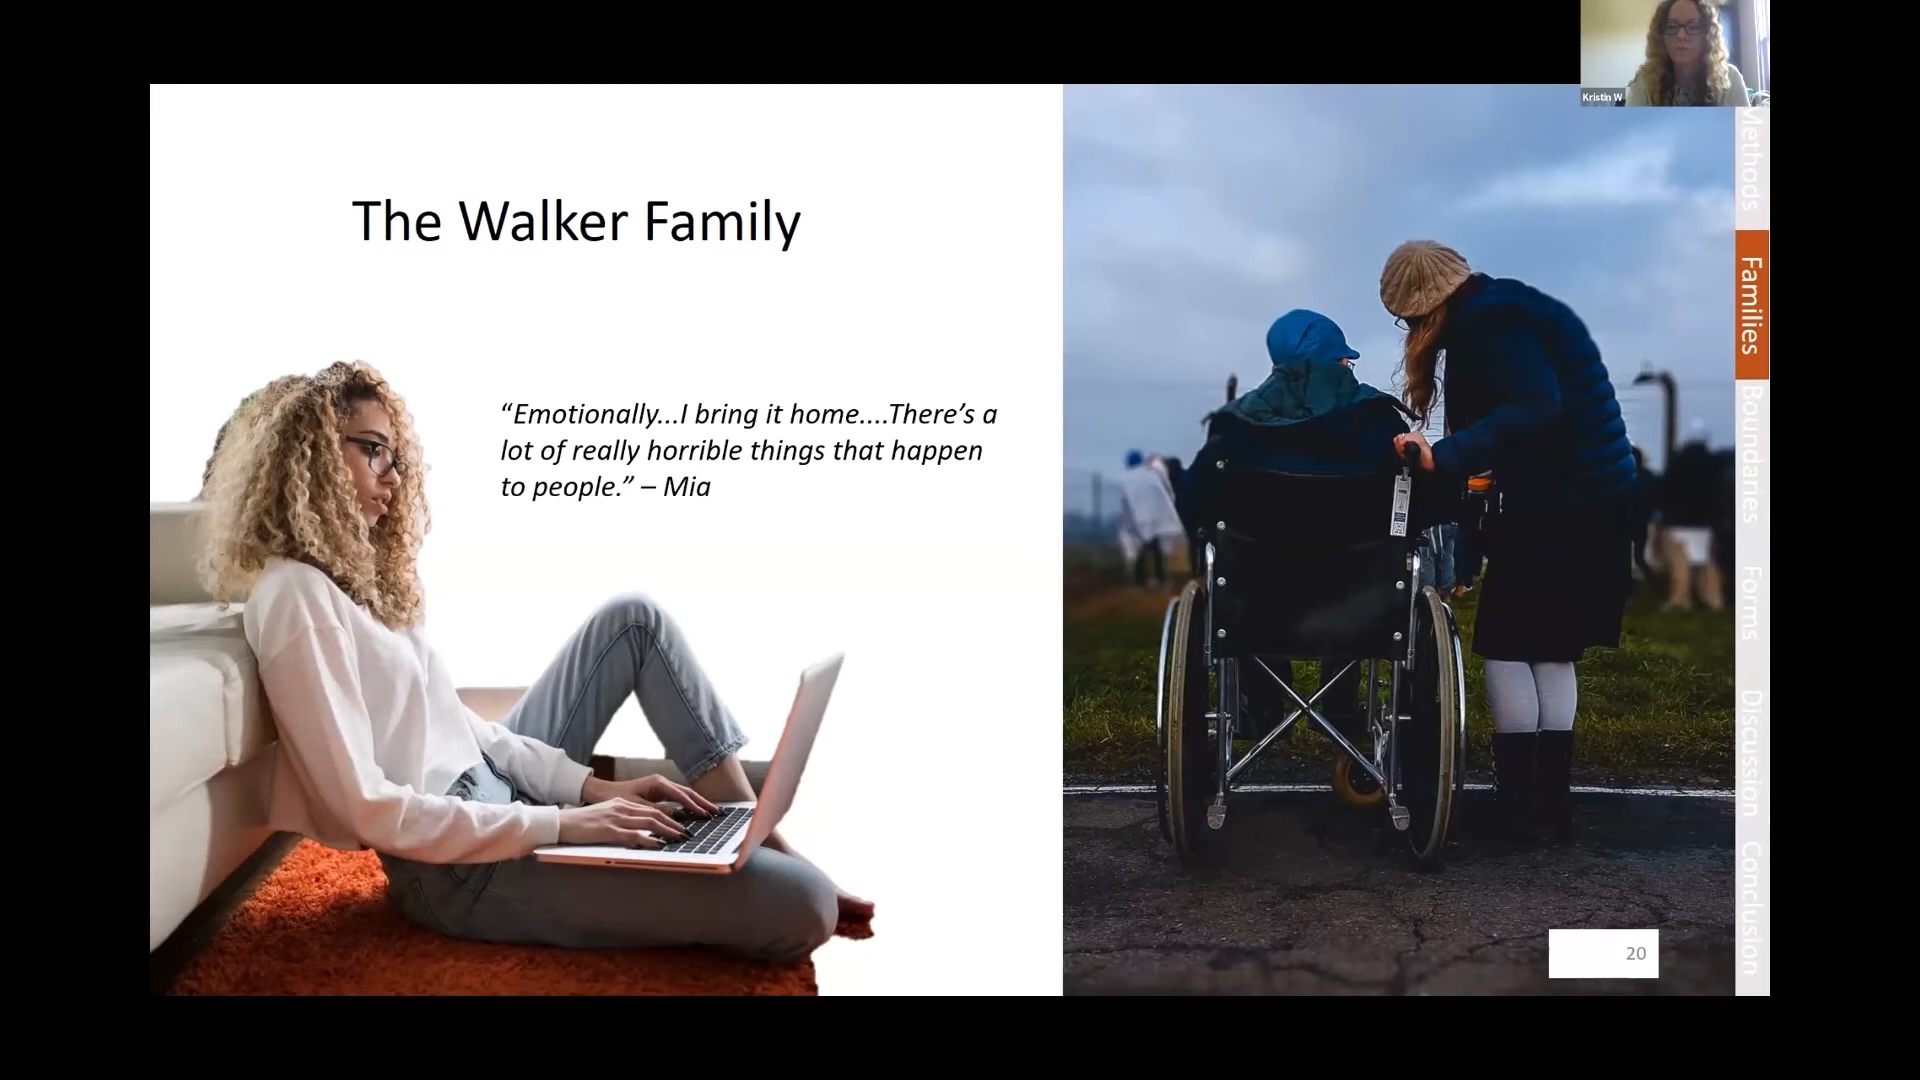 Kristin W
The Walker Family
“Emotionally...I bring it home....There’s a
lot of really horrible things that happen
to people.” – Mia
Methods
Families
Boundaries
Forms
Discussion
Conclusion
20